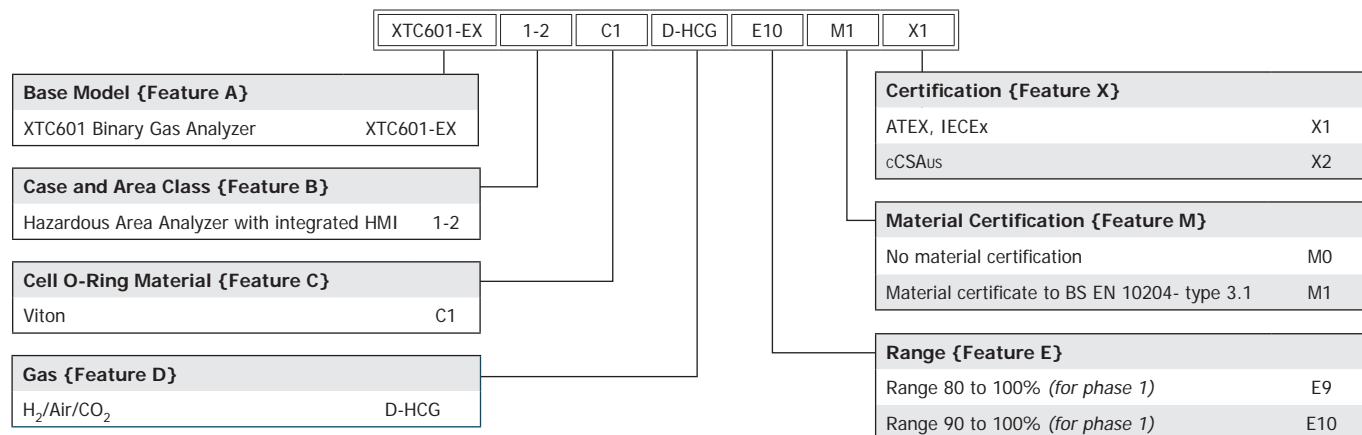 XTC601-EX 1-2 C1 D-HCG E10 M1 X1
Base Model {Feature A}
XTC601 Binary Gas Analyzer XTC601-EX
Case and Area Class {Feature B}
Hazardous Area Analyzer with integrated HMI 1-2
Cell O-Ring Material {Feature C}
Viton C1
Gas {Feature D}
H₂/Air/CO₂ D-HCG
Certification {Feature X}
ATEX, IECEx X1
cCSAus X2
Material Certification {Feature M}
No material certification M0
Material certificate to BS EN 10204- type 3.1 M1
Range {Feature E}
Range 80 to 100% (for phase 1) E9
Range 90 to 100% (for phase 1) E10